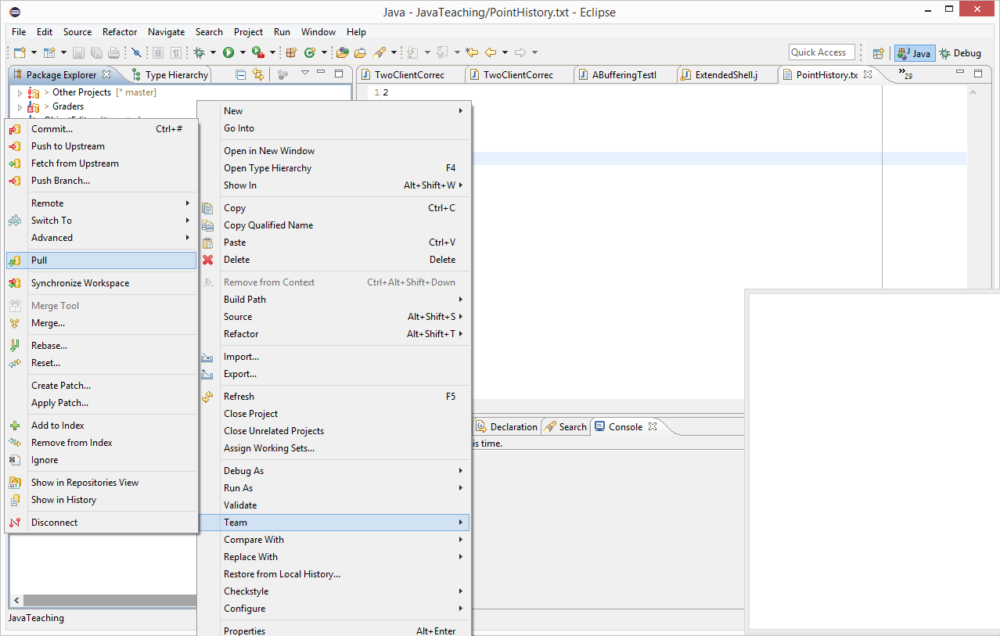 Java - JavaTeaching/PointHistory.txt - Eclipse
File Edit Source Refactor Navigate Search Project Run Window Help
Quick Access Java Debug
Package Explorer Type Hierarchy
TwoClientCorrec TwoClientCorrec ABufferingTestI ExtendedShell.j PointHistory.tx »29
> Other Projects [* master]
> Graders
1 2
Commit... Ctrl+#
Push to Upstream
Fetch from Upstream
Push Branch...
Remote
Switch To
Advanced
Pull
Synchronize Workspace
Merge Tool
Merge...
Rebase...
Reset...
Create Patch...
Apply Patch...
Add to Index
Remove from Index
Ignore
Show in Repositories View
Show in History
Disconnect
New
Go Into
Open in New Window
Open Type Hierarchy F4
Show In Alt+Shift+W
Copy Ctrl+C
Copy Qualified Name
Paste Ctrl+V
Delete Delete
Remove from Context Ctrl+Alt+Shift+Down
Build Path
Source Alt+Shift+S
Refactor Alt+Shift+T
Import...
Export...
Refresh F5
Close Project
Close Unrelated Projects
Assign Working Sets...
Debug As
Run As
Validate
Team
Compare With
Replace With
Restore from Local History...
Checkstyle
Configure
Properties Alt+Enter
Declaration Search Console
is time.
JavaTeaching